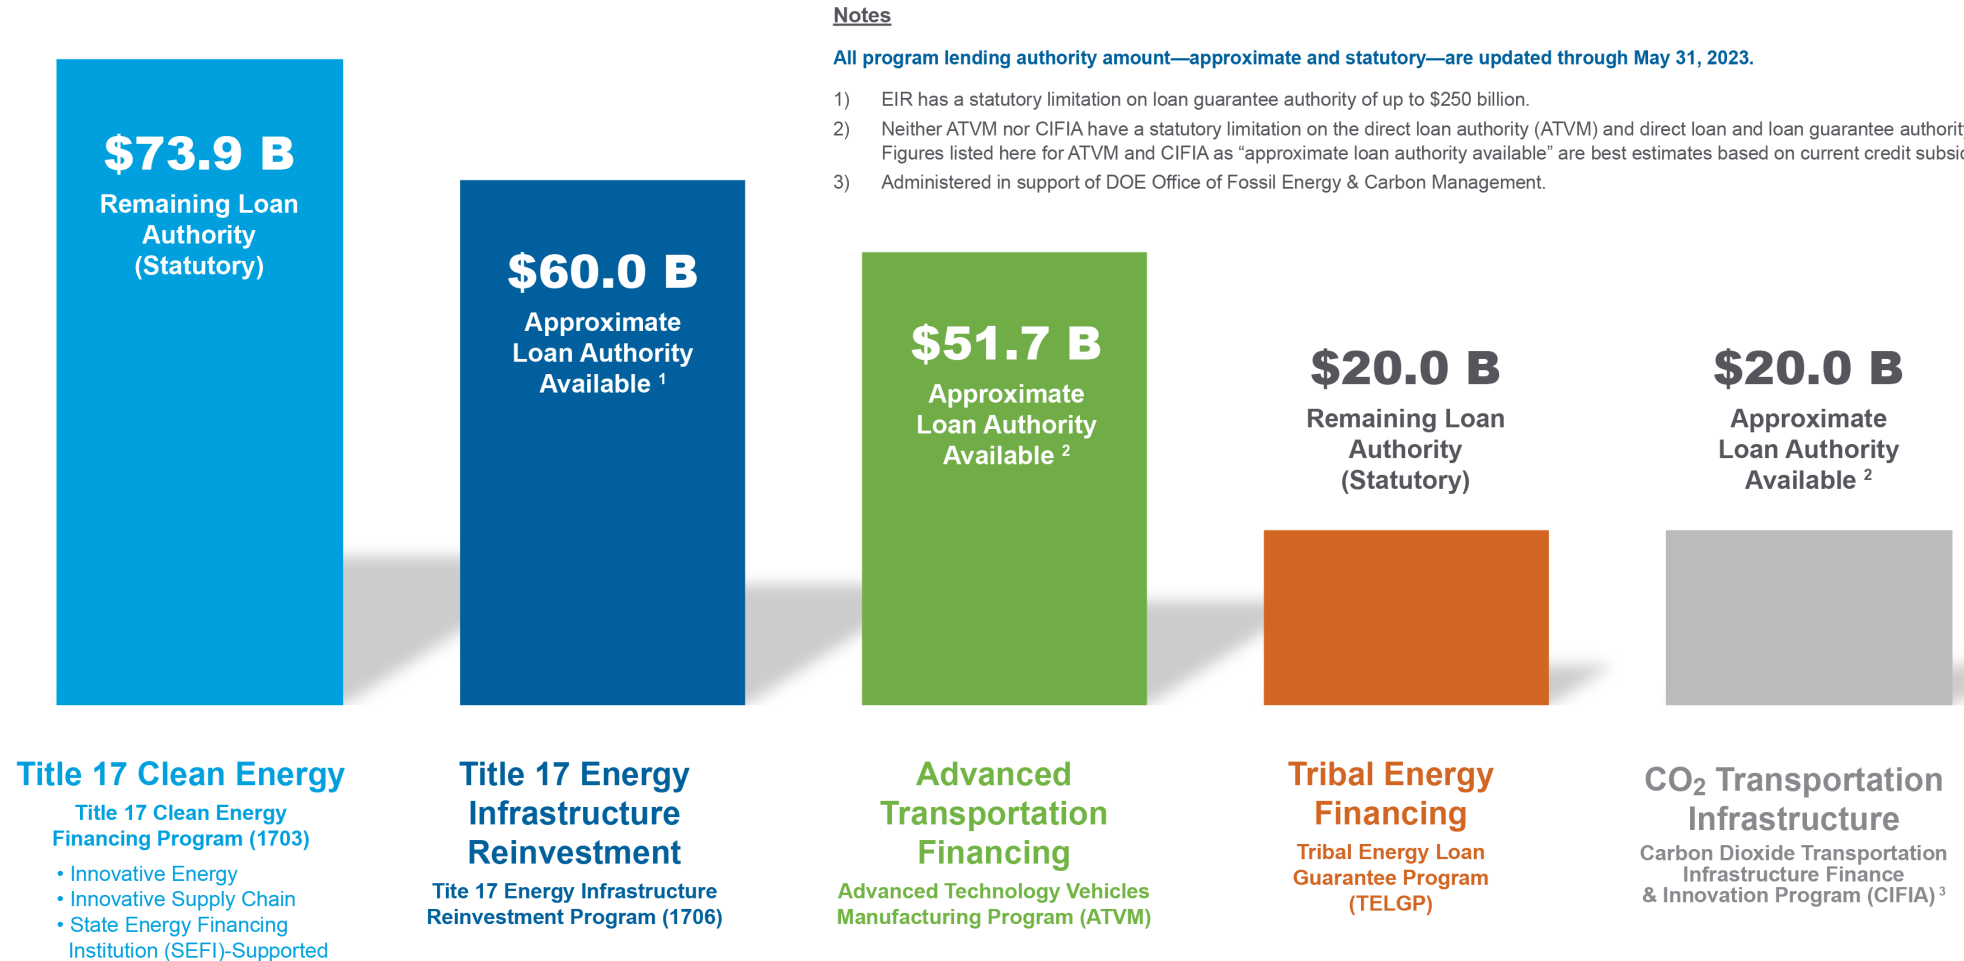 Notes
All program lending authority amount—approximate and statutory—are updated through May 31, 2023.
1) EIR has a statutory limitation on loan guarantee authority of up to $250 billion.
2) Neither ATVM nor CIFIA have a statutory limitation on the direct loan authority (ATVM) and direct loan and loan guarantee
Figures listed here for ATVM and CIFIA as “approximate loan authority available” are best estimates based on current credit
3) Administered in support of DOE Office of Fossil Energy & Carbon Management.
$73.9 B
Remaining Loan
Authority
(Statutory)
$60.0 B
Approximate
Loan Authority
Available 1
$51.7 B
Approximate
Loan Authority
Available 2
$20.0 B
Remaining Loan
Authority
(Statutory)
$20.0 B
Approximate
Loan Authority
Available 2
Title 17 Clean Energy
Title 17 Clean Energy
Financing Program (1703)
• Innovative Energy
• Innovative Supply Chain
• State Energy Financing
Institution (SEFI)-Supported
Title 17 Energy
Infrastructure
Reinvestment
Tite 17 Energy Infrastructure
Reinvestment Program (1706)
Advanced
Transportation
Financing
Advanced Technology Vehicles
Manufacturing Program (ATVM)
Tribal Energy
Financing
Tribal Energy Loan
Guarantee Program
(TELGP)
CO2 Transportation
Infrastructure
Carbon Dioxide Transportation
Infrastructure Finance
& Innovation Program (CIFIA) 3